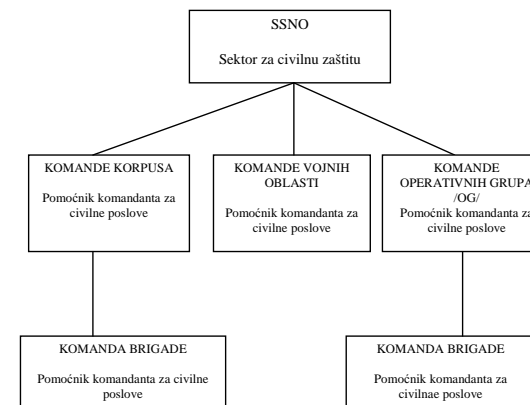 SSNO
Sektor za civilnu zaštitu
KOMANDE KORPUSA
Pomoćnik komandanta za
civilne poslove
KOMANDE VOJNIH
OBLASTI
Pomoćnik komandanta za
civilne poslove
KOMANDE
OPERATIVNIH GRUPA
/OG/
Pomoćnik komandanta za
civilne poslove
KOMANDA BRIGADE
Pomoćnik komandanta za civilne
poslove
KOMANDA BRIGADE
Pomoćnik komandanta za
civilnae poslove